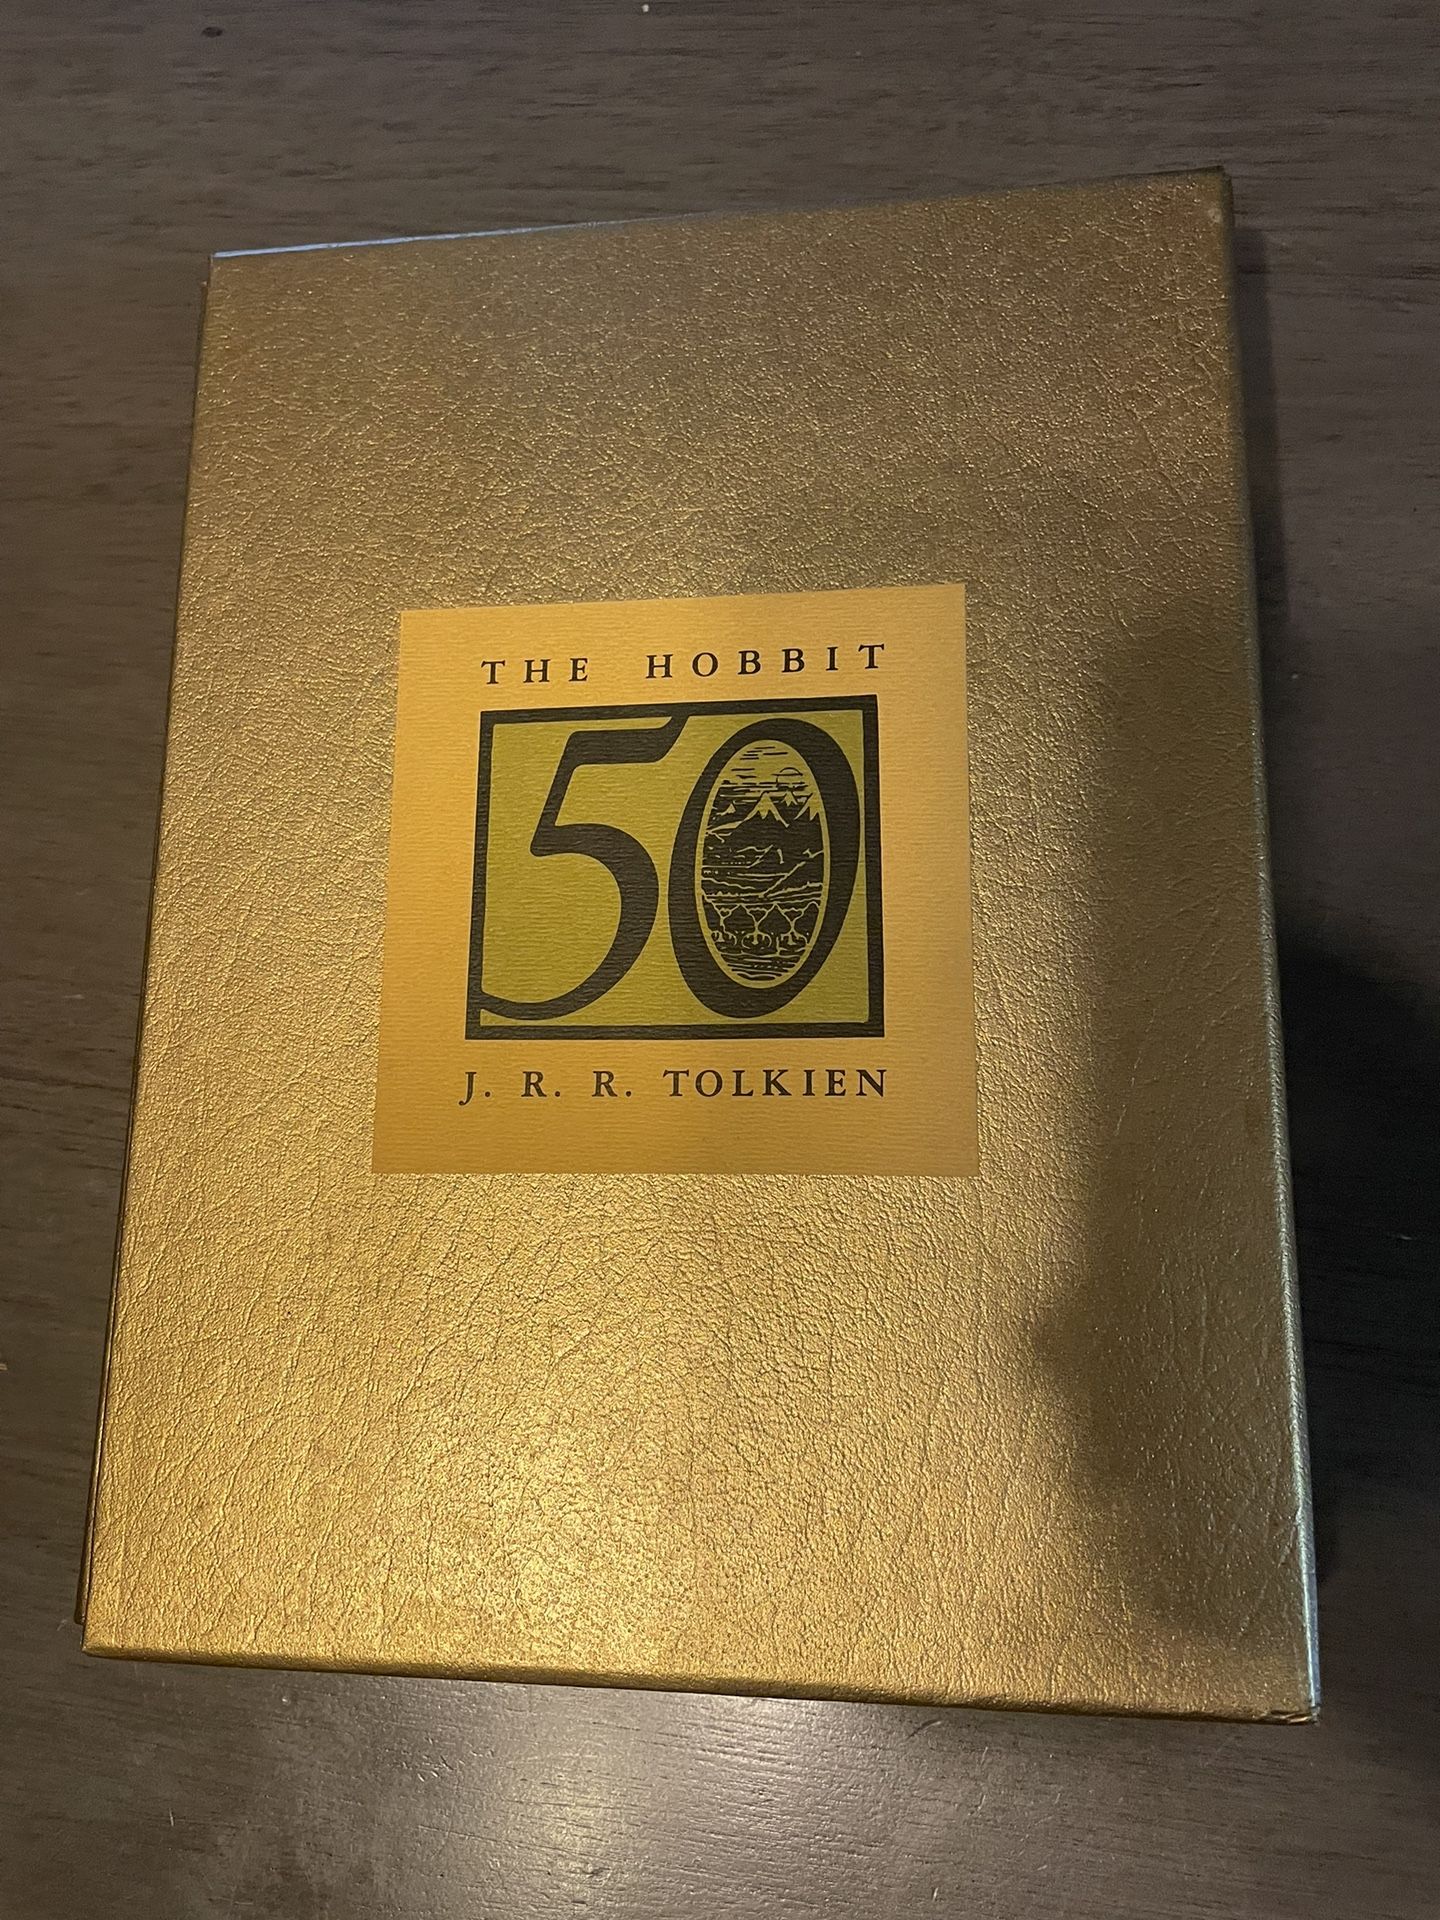 THE HOBBIT
50
J. R. R. TOLKIEN